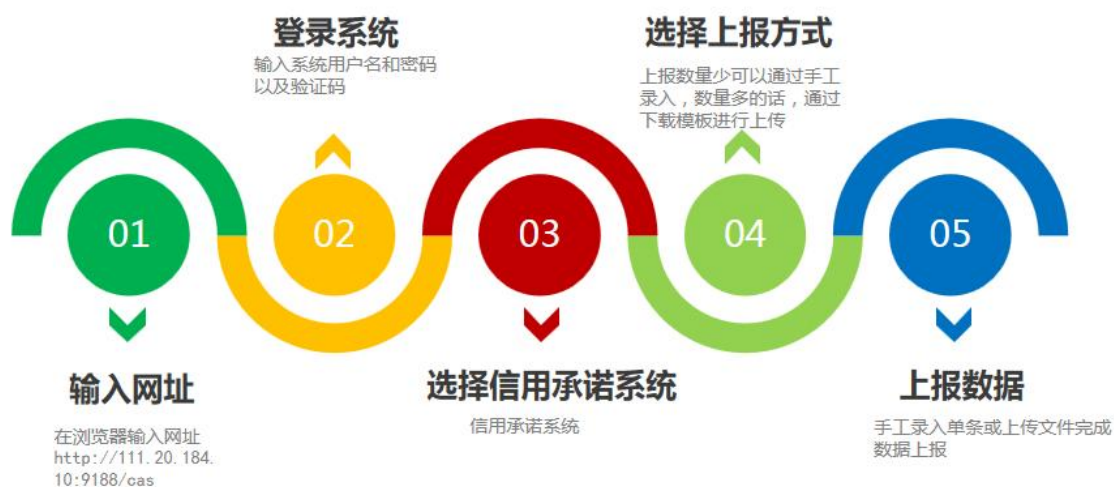 登录系统
输入系统用户名和密码
以及验证码
选择上报方式
上报数量少可以通过手工
录入，数量多的话，通过
下载模板进行上传
01
02
03
04
05
输入网址
在浏览器输入网址
http://111.20.184.
10:9188/cas
选择信用承诺系统
信用承诺系统
上报数据
手工录入单条或上传文件完成
数据上报